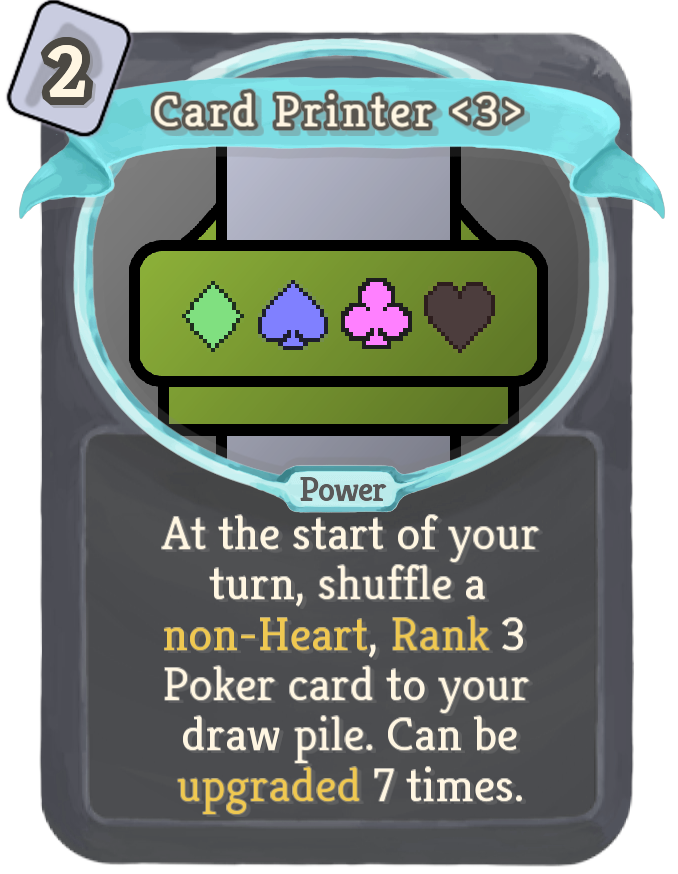 2
Card Printer <3>
Power
At the start of your
turn, shuffle a
non-Heart, Rank 3
Poker card to your
draw pile. Can be
upgraded 7 times.